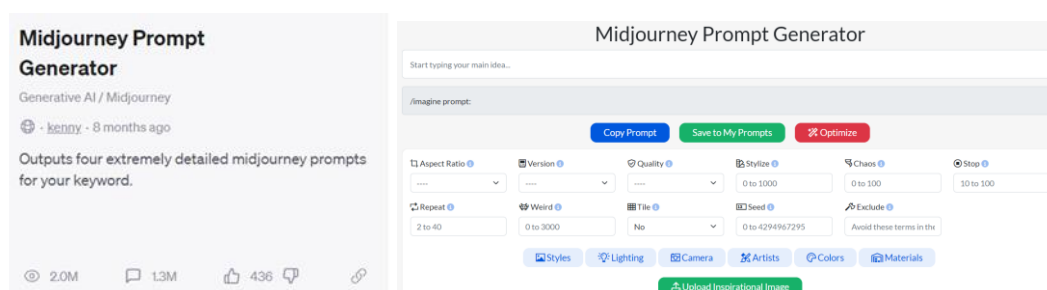 Midjourney Prompt
Generator
Generative AI / Midjourney
· kenny · 8 months ago
Outputs four extremely detailed midjourney prompts
for your keyword.
2.0M 1.3M 436
Midjourney Prompt Generator
Start typing your main idea...
/imagine prompt:
Copy Prompt Save to My Prompts Optimize
Aspect Ratio Version Quality Stylize Chaos Stop
---- ---- ---- 0 to 1000 0 to 100 10 to 100
Repeat Weird Tile Seed Exclude
2 to 40 0 to 3000 No 0 to 4294967295 Avoid these terms in the
Styles Lighting Camera Artists Colors Materials
Upload Inspirational Image